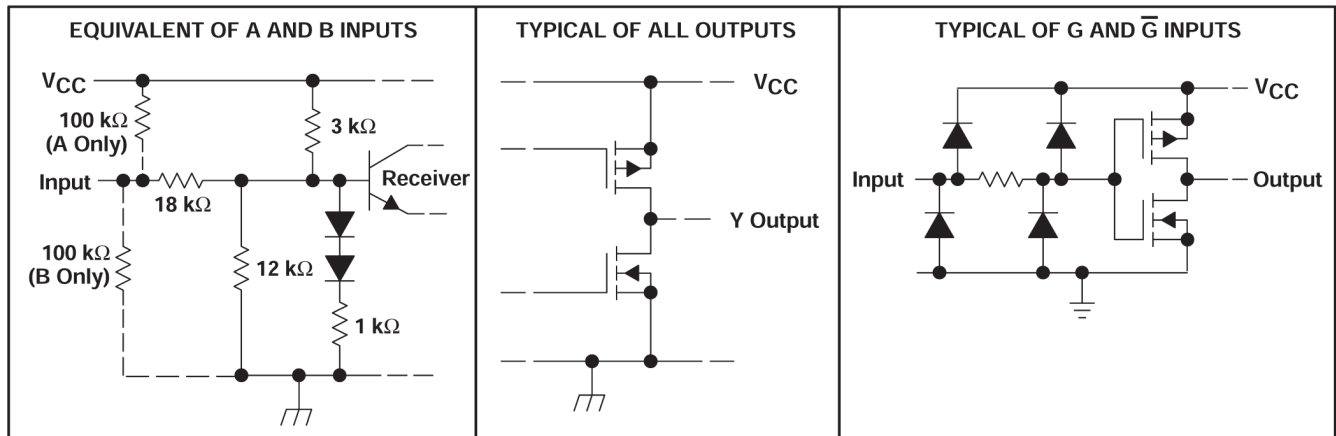 EQUIVALENT OF A AND B INPUTS
VCC
100 kΩ
(A Only)
3 kΩ
Input
18 kΩ
Receiver
100 kΩ
(B Only)
12 kΩ
1 kΩ
TYPICAL OF ALL OUTPUTS
VCC
Y Output
TYPICAL OF G AND G̅ INPUTS
VCC
Input
Output